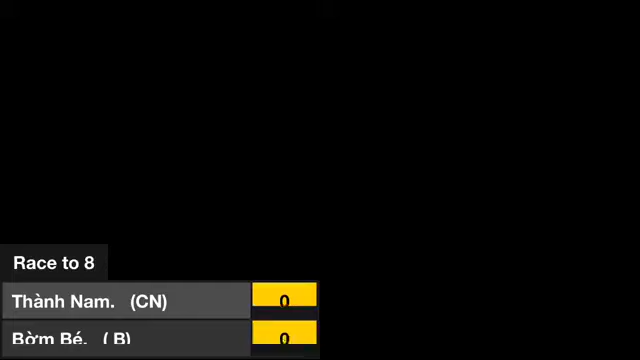 Race to 8
Thành Nam. (CN) 0
Bờm Bé. ( B) 0